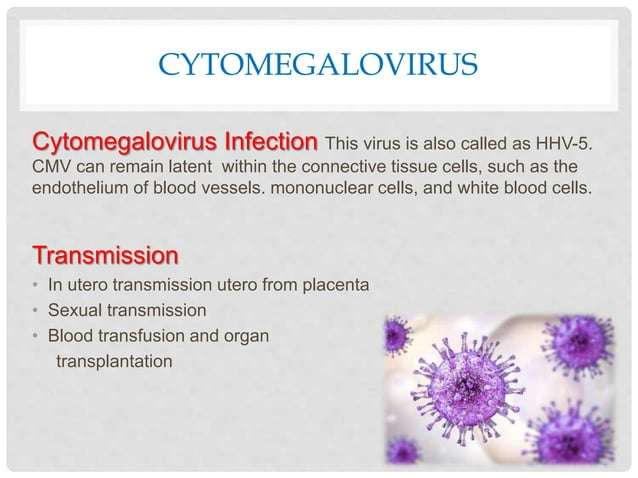 CYTOMEGALOVIRUS
Cytomegalovirus Infection This virus is also called as HHV-5.
CMV can remain latent within the connective tissue cells, such as the
endothelium of blood vessels. mononuclear cells, and white blood cells.
Transmission
• In utero transmission utero from placenta
• Sexual transmission
• Blood transfusion and organ
transplantation